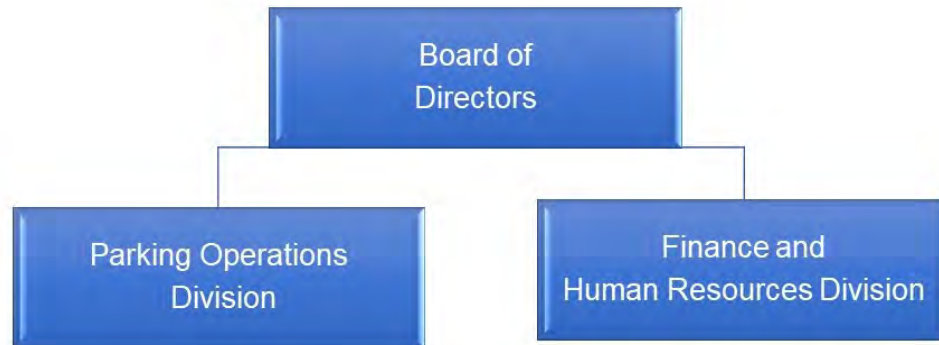 Board of
Directors
Parking Operations
Division
Finance and
Human Resources Division